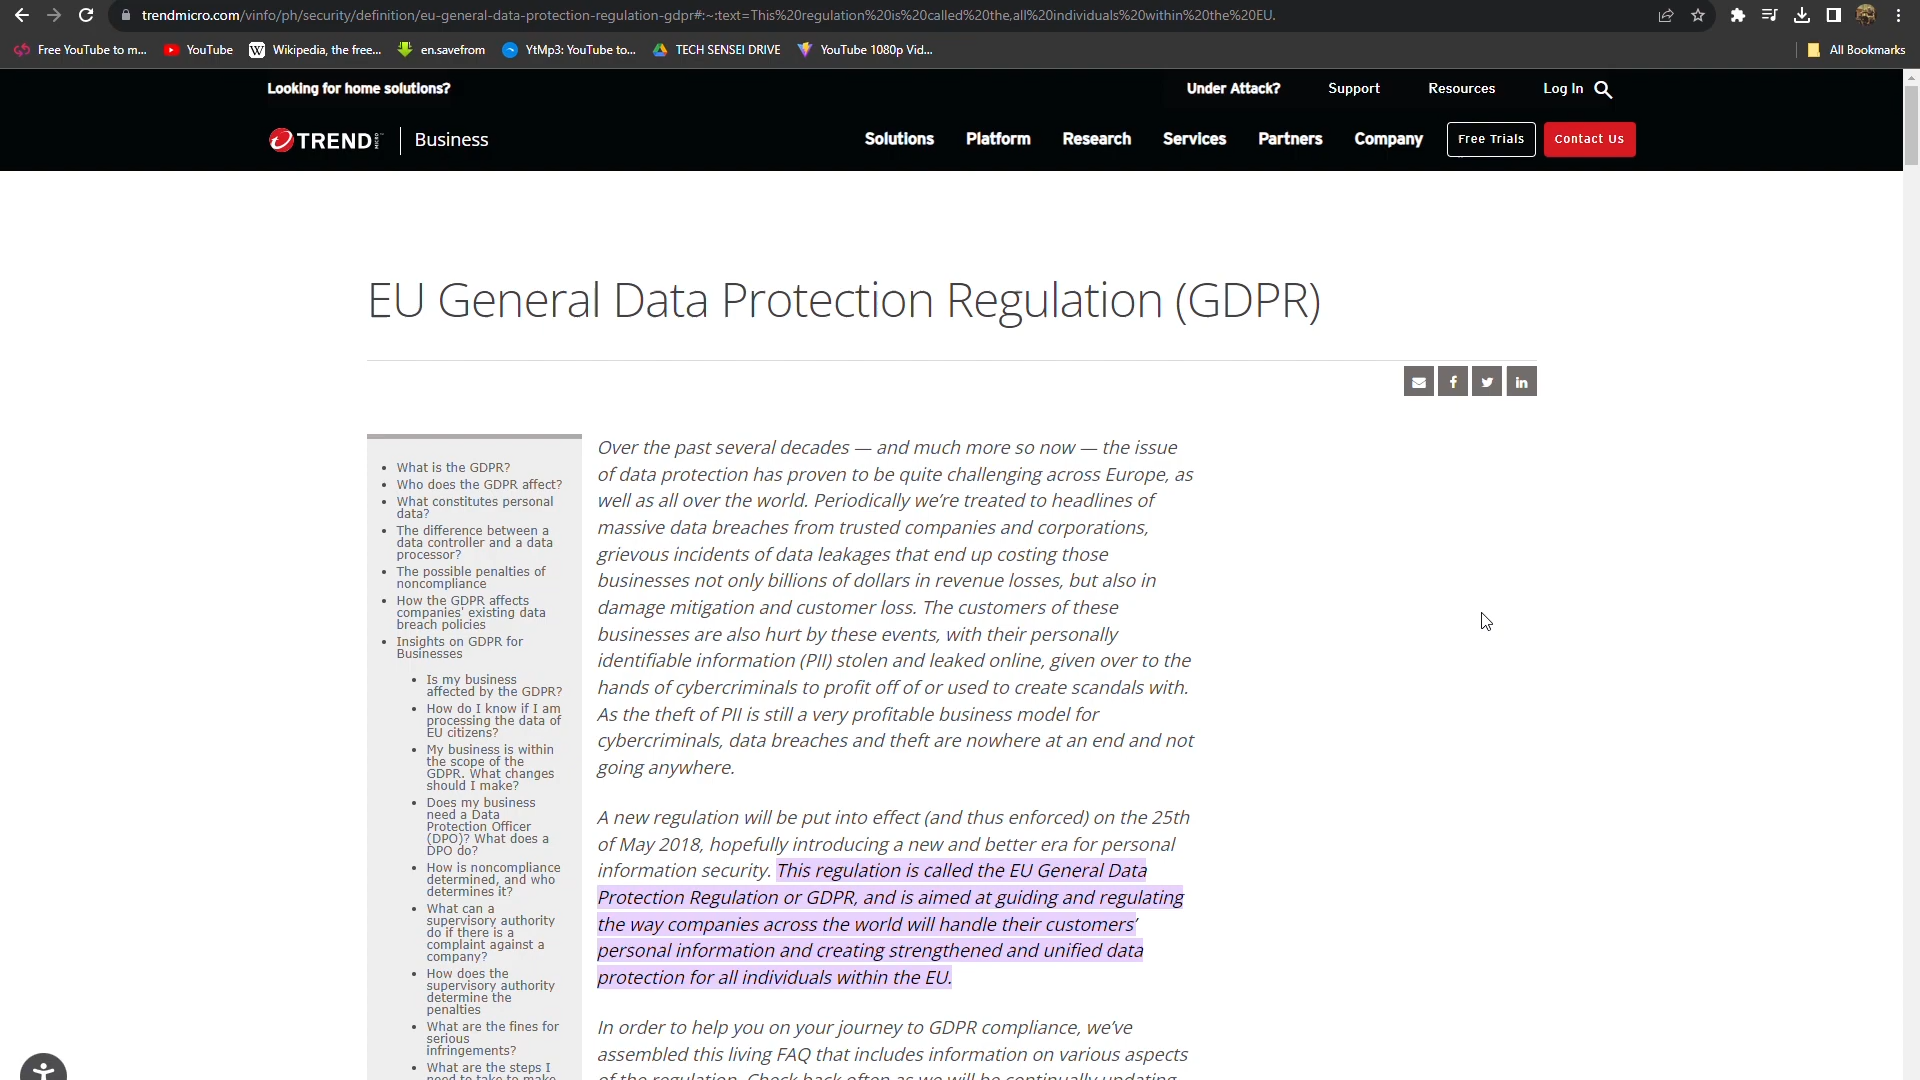 trendmicro.com/vinfo/ph/security/definition/eu-general-data-protection-regulation-gdpr#:~:text=This%20regulation%20is%20called%20the,all%20individuals%20within%20the%20EU.
Free YouTube to m... YouTube Wikipedia, the free... en.savefrom YtMp3: YouTube to... TECH SENSEI DRIVE YouTube 1080p Vid... All Bookmarks
Looking for home solutions? Under Attack? Support Resources Log In
TREND MICRO Business Solutions Platform Research Services Partners Company Free Trials Contact Us
EU General Data Protection Regulation (GDPR)
What is the GDPR?
Who does the GDPR affect?
What constitutes personal
data?
The difference between a
data controller and a data
processor?
The possible penalties of
noncompliance
How the GDPR affects
companies' existing data
breach policies
Insights on GDPR for
Businesses
Is my business
affected by the GDPR?
How do I know if I am
processing the data of
EU citizens?
My business is within
the scope of the
GDPR. What changes
should I make?
Does my business
need a Data
Protection Officer
(DPO)? What does a
DPO do?
How is noncompliance
determined, and who
determines it?
What can a
supervisory authority
do if there is a
complaint against a
company?
How does the
supervisory authority
determine the
penalties
What are the fines for
serious
infringements?
What are the steps I
need to take to make
Over the past several decades — and much more so now — the issue
of data protection has proven to be quite challenging across Europe, as
well as all over the world. Periodically we’re treated to headlines of
massive data breaches from trusted companies and corporations,
grievous incidents of data leakages that end up costing those
businesses not only billions of dollars in revenue losses, but also in
damage mitigation and customer loss. The customers of these
businesses are also hurt by these events, with their personally
identifiable information (PII) stolen and leaked online, given over to the
hands of cybercriminals to profit off of or used to create scandals with.
As the theft of PII is still a very profitable business model for
cybercriminals, data breaches and theft are nowhere at an end and not
going anywhere.
A new regulation will be put into effect (and thus enforced) on the 25th
of May 2018, hopefully introducing a new and better era for personal
information security. This regulation is called the EU General Data
Protection Regulation or GDPR, and is aimed at guiding and regulating
the way companies across the world will handle their customers’
personal information and creating strengthened and unified data
protection for all individuals within the EU.
In order to help you on your journey to GDPR compliance, we’ve
assembled this living FAQ that includes information on various aspects
of the regulation. Check back often as we will be continually updating